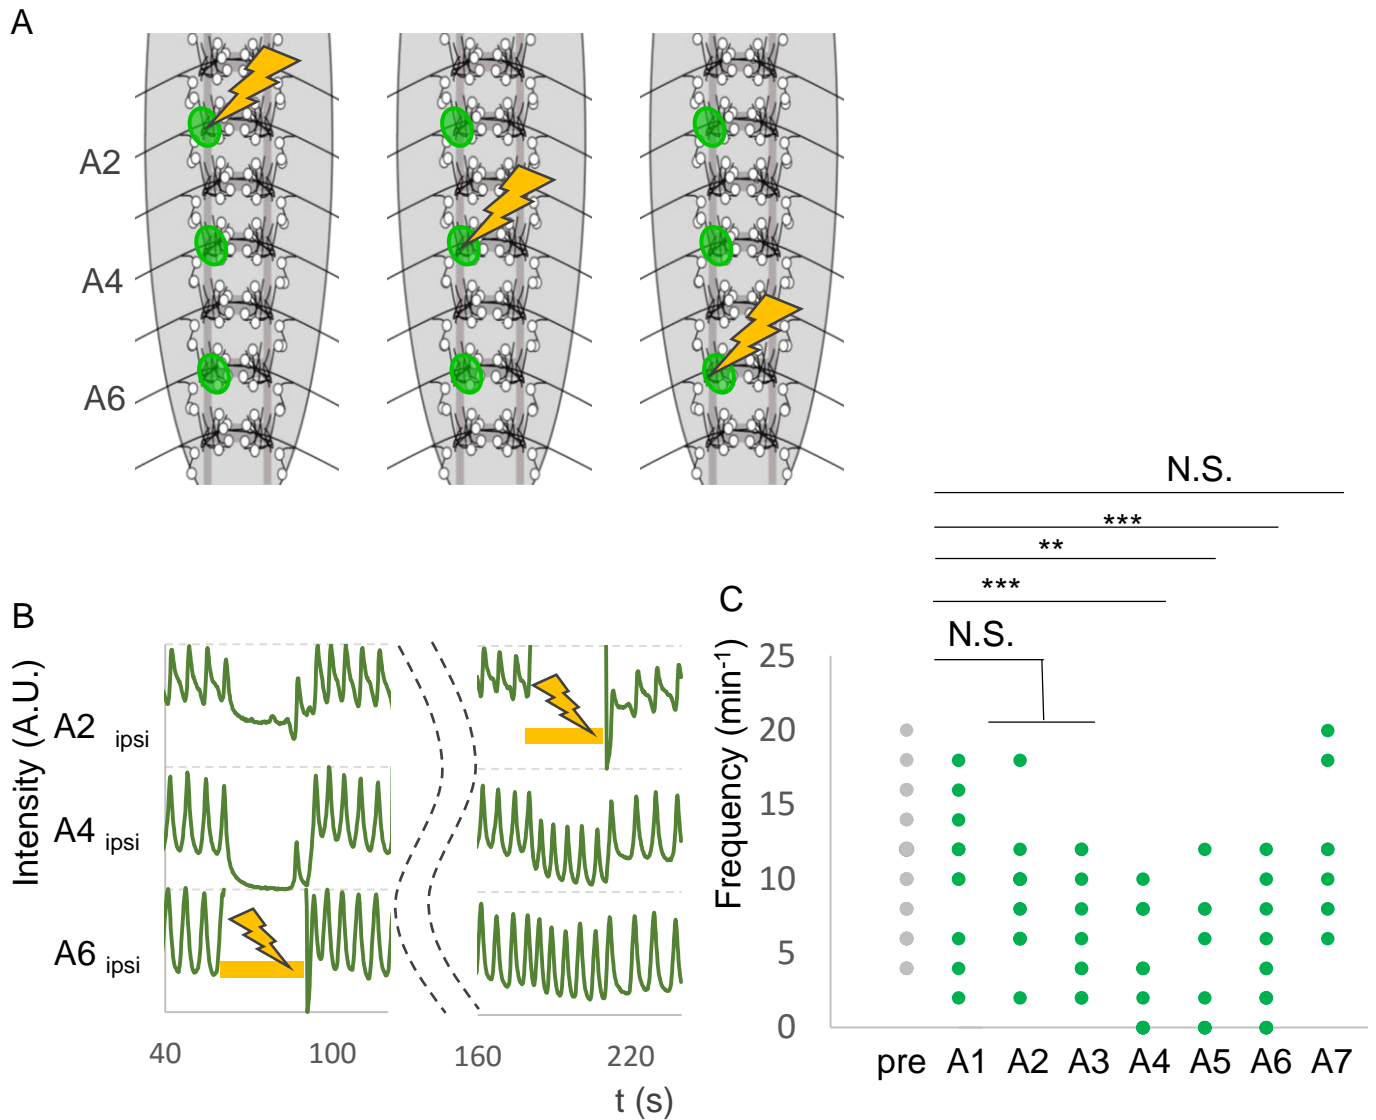 A
A2
A4
A6
N.S.
***
**
***
N.S.
B
C
Intensity (A.U.)
A2 ipsi
A4 ipsi
A6 ipsi
40 100 160 220
t (s)
Frequency (min-1)
25
20
15
10
5
0
pre A1 A2 A3 A4 A5 A6 A7